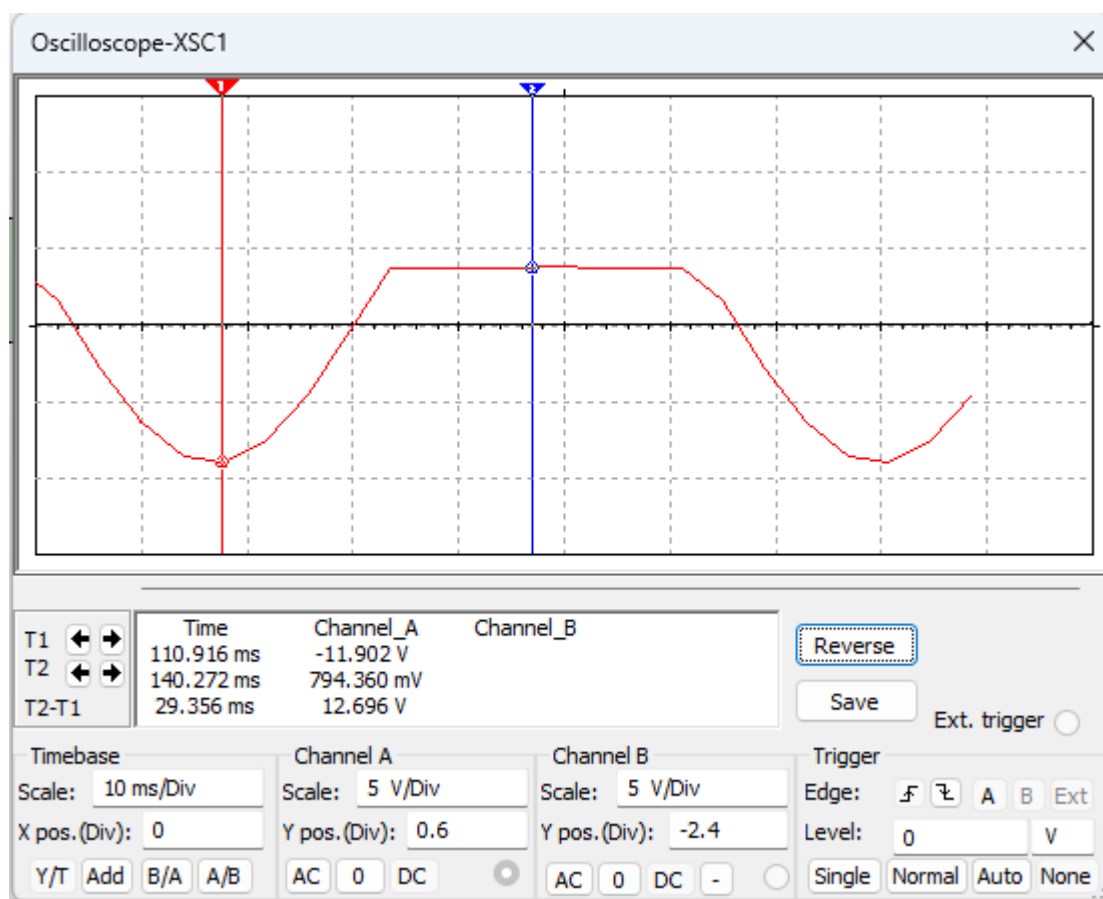 Oscilloscope-XSC1
1
2
Time Channel_A Channel_B
T1 110.916 ms -11.902 V
T2 140.272 ms 794.360 mV
T2-T1 29.356 ms 12.696 V
Reverse
Save
Ext. trigger
Timebase
Scale: 10 ms/Div
X pos.(Div): 0
Y/T Add B/A A/B
Channel A
Scale: 5 V/Div
Y pos.(Div): 0.6
AC 0 DC
Channel B
Scale: 5 V/Div
Y pos.(Div): -2.4
AC 0 DC -
Trigger
Edge: A B Ext
Level: 0 V
Single Normal Auto None